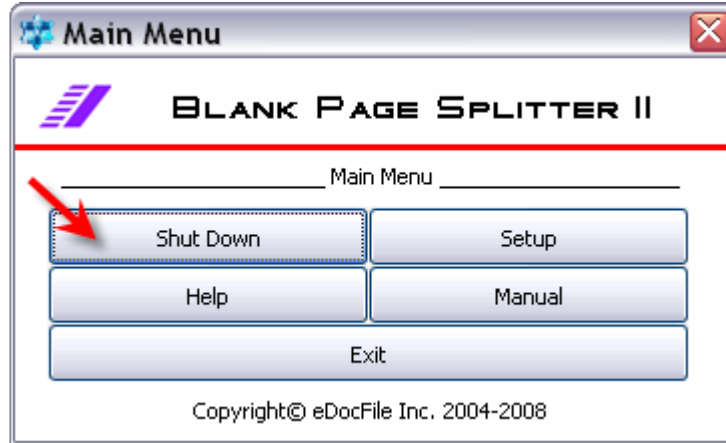 Main Menu
BLANK PAGE SPLITTER II
Main Menu
Shut Down Setup
Help Manual
Exit
Copyright© eDocFile Inc. 2004-2008